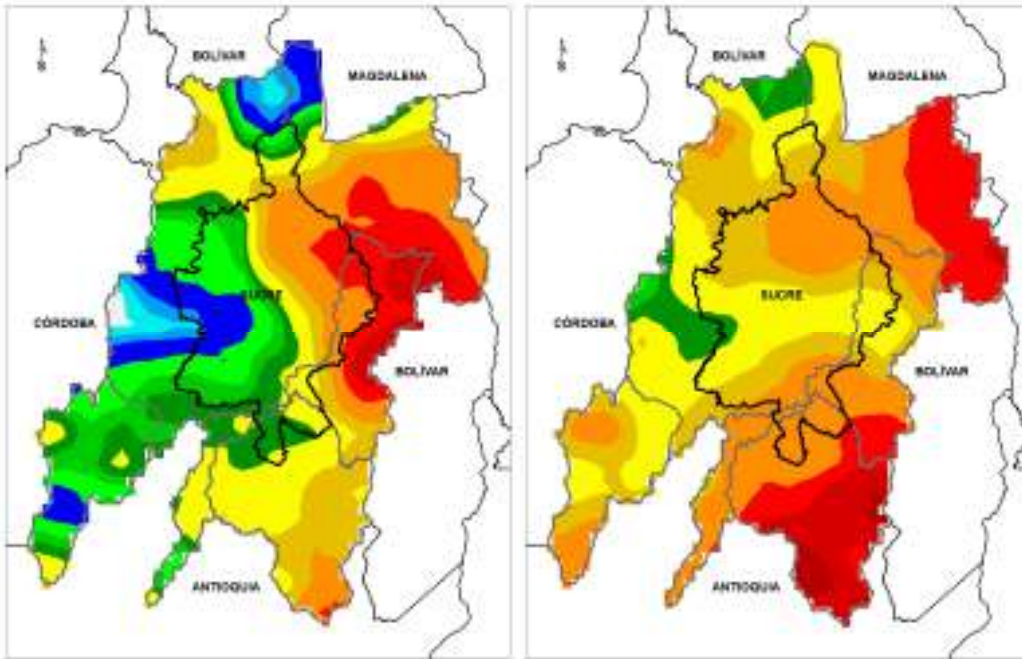 BOLÍVAR
MAGDALENA
SUCRE
CÓRDOBA
BOLÍVAR
ANTIOQUIA
BOLÍVAR
MAGDALENA
SUCRE
CÓRDOBA
BOLÍVAR
ANTIOQUIA